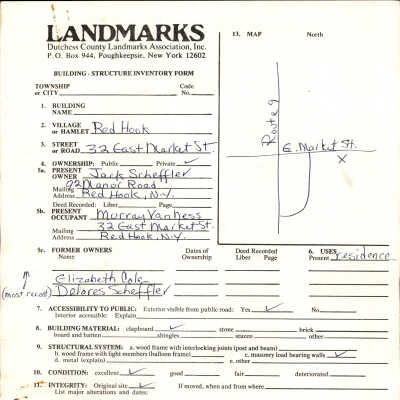 LANDMARKS
Dutchess County Landmarks Association, Inc.
P. O. Box 944, Poughkeepsie, New York 12602
BUILDING - STRUCTURE INVENTORY FORM
TOWNSHIP or CITY Code No.
1. BUILDING NAME
2. VILLAGE or HAMLET Red Hook
3. STREET or ROAD 32 East Market St.
4. OWNERSHIP: Public Private ✓
5a. PRESENT OWNER Jack Scheffler
Mailing Address 92 Manor Road
Red Hook, N.Y.
Deed Recorded: Liber Page
5b. PRESENT OCCUPANT Murray Van Ness
Mailing Address 32 East Market St.
Red Hook, N.Y.
13. MAP North
Route 9
E. Market St.
X
5c. FORMER OWNERS Name Dates of Ownership Deed Recorded Liber Page
6. USES Present residence
Elizabeth Cole
(most recent) Delores Scheffler
7. ACCESSIBILITY TO PUBLIC: Exterior visible from public road: Yes ✓ No
Interior accessible: Explain
8. BUILDING MATERIAL: clapboard ✓ stone brick
board and batten shingles stucco other
9. STRUCTURAL SYSTEM: a. wood frame with interlocking joints (post and beam)
b. wood frame with light members (balloon frame) c. masonry load bearing walls ✓
d. metal (explain) e. other
10. CONDITION: excellent ✓ good fair deteriorated
11. INTEGRITY: Original site ✓ If moved, when and from where
List major alterations and dates: